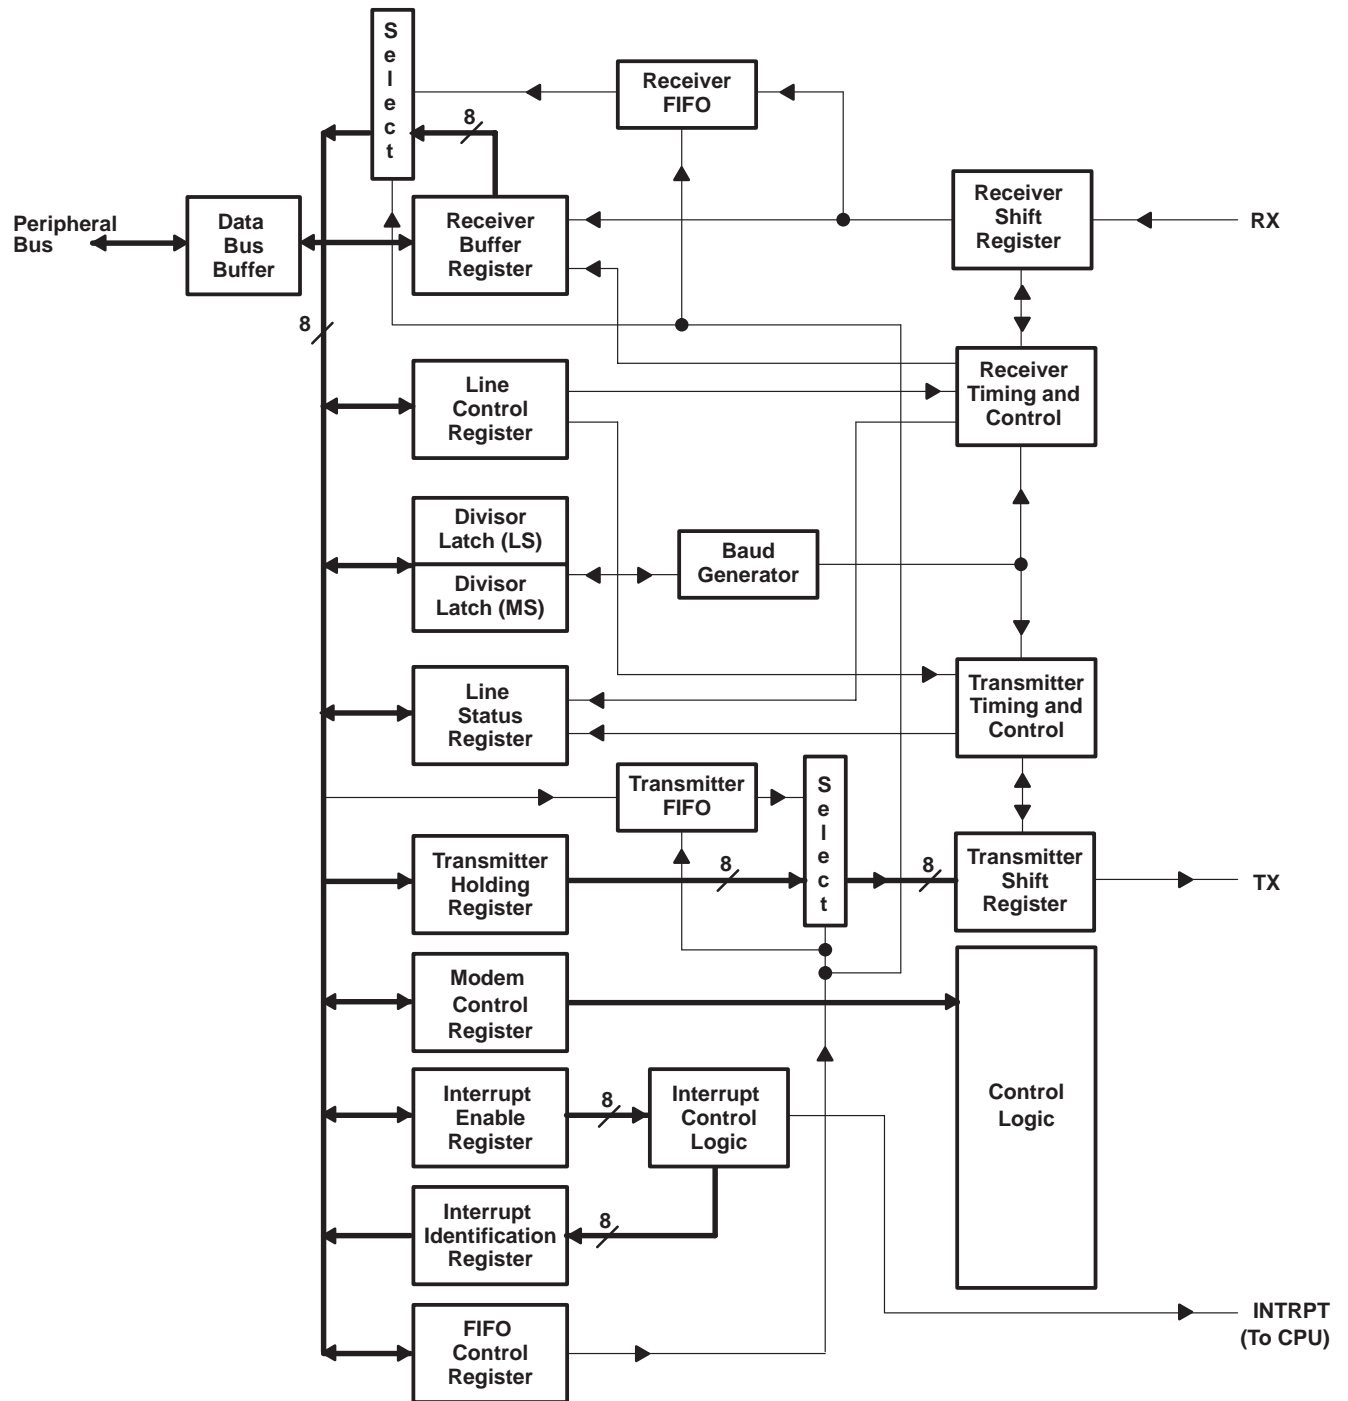 S
e
l
e
c
t
Receiver
FIFO
8
Receiver
Shift
Register
RX
Peripheral
Bus
Data
Bus
Buffer
Receiver
Buffer
Register
8
Line
Control
Register
Receiver
Timing and
Control
Divisor
Latch (LS)
Divisor
Latch (MS)
Baud
Generator
Line
Status
Register
Transmitter
Timing and
Control
Transmitter
FIFO
S
e
l
e
c
t
Transmitter
Holding
Register
8
8
Transmitter
Shift
Register
TX
Modem
Control
Register
Control
Logic
Interrupt
Enable
Register
8
Interrupt
Control
Logic
Interrupt
Identification
Register
8
INTRPT
(To CPU)
FIFO
Control
Register